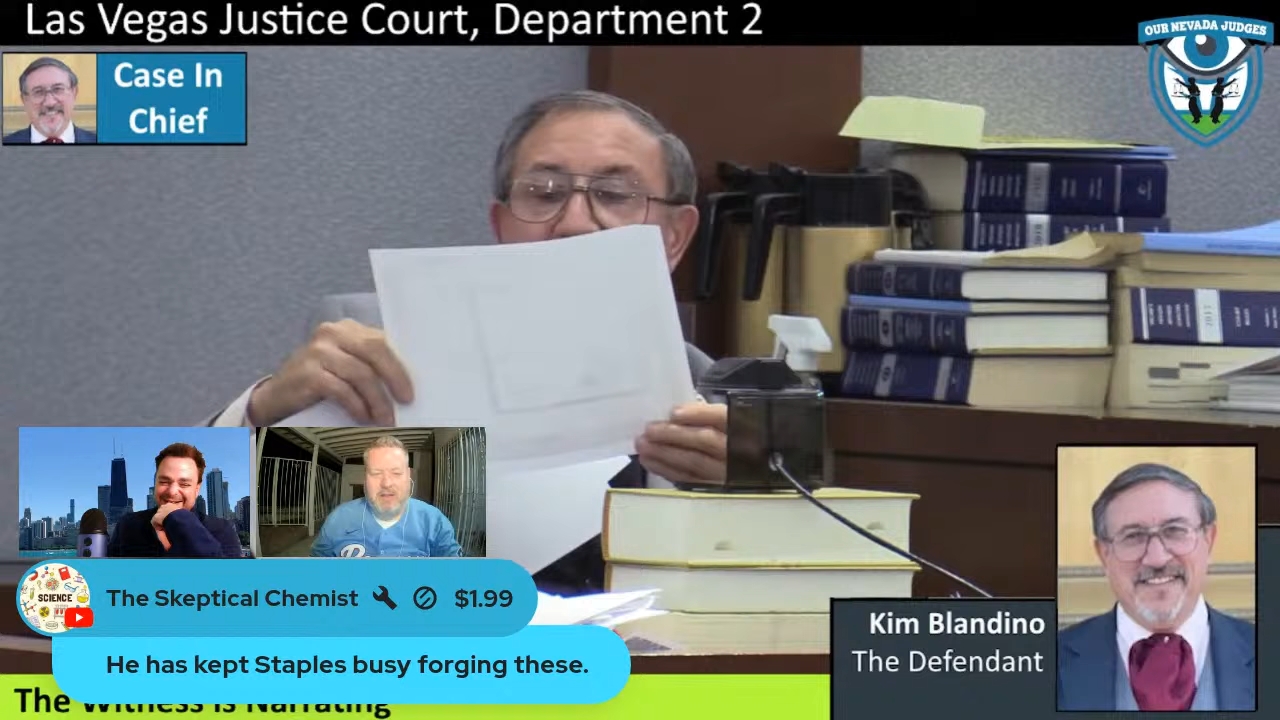 Las Vegas Justice Court, Department 2
OUR NEVADA JUDGES
Case In
Chief
SCIENCE
The Skeptical Chemist $1.99
He has kept Staples busy forging these.
Kim Blandino
The Defendant
The Witness is Narrating